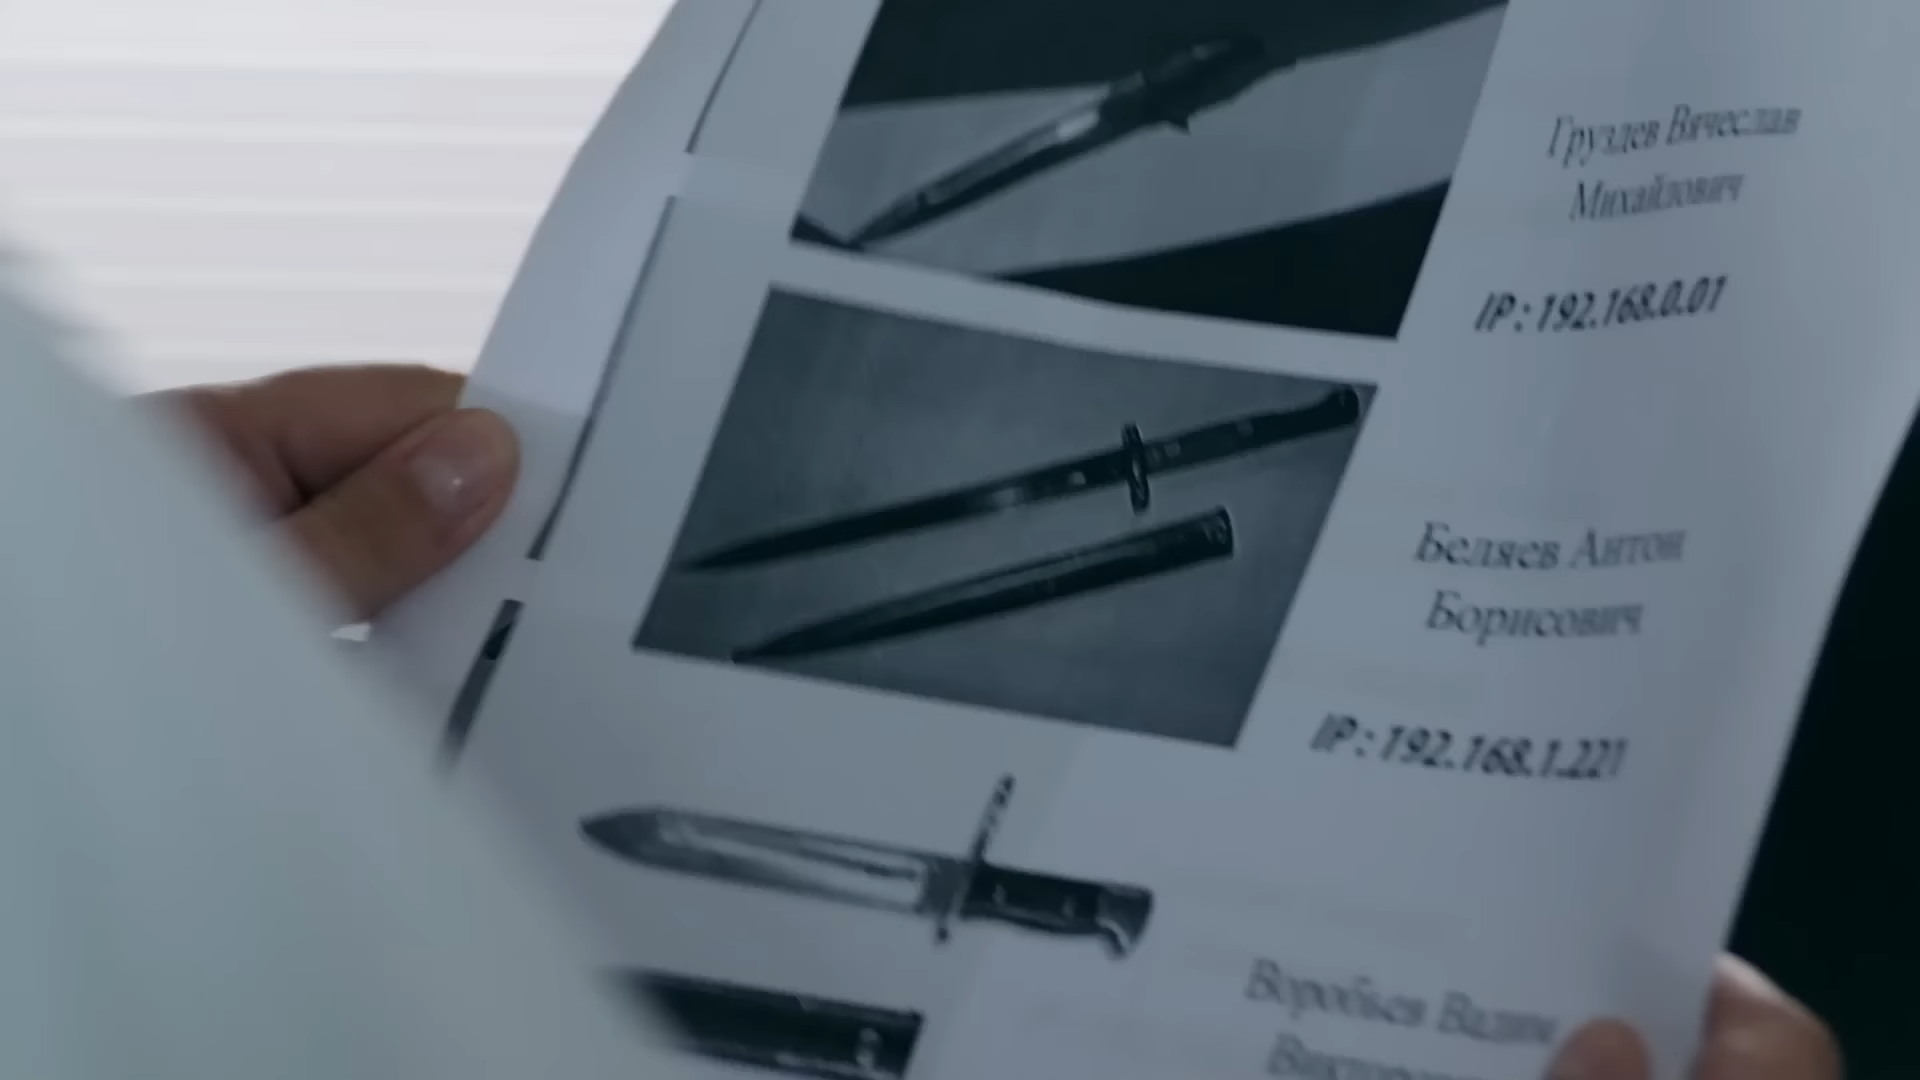 Груздев Вячеслав
Михайлович
IP : 192.168.0.01
Беляев Антон
Борисович
IP : 192.168.1.221
Воробьев Вадим